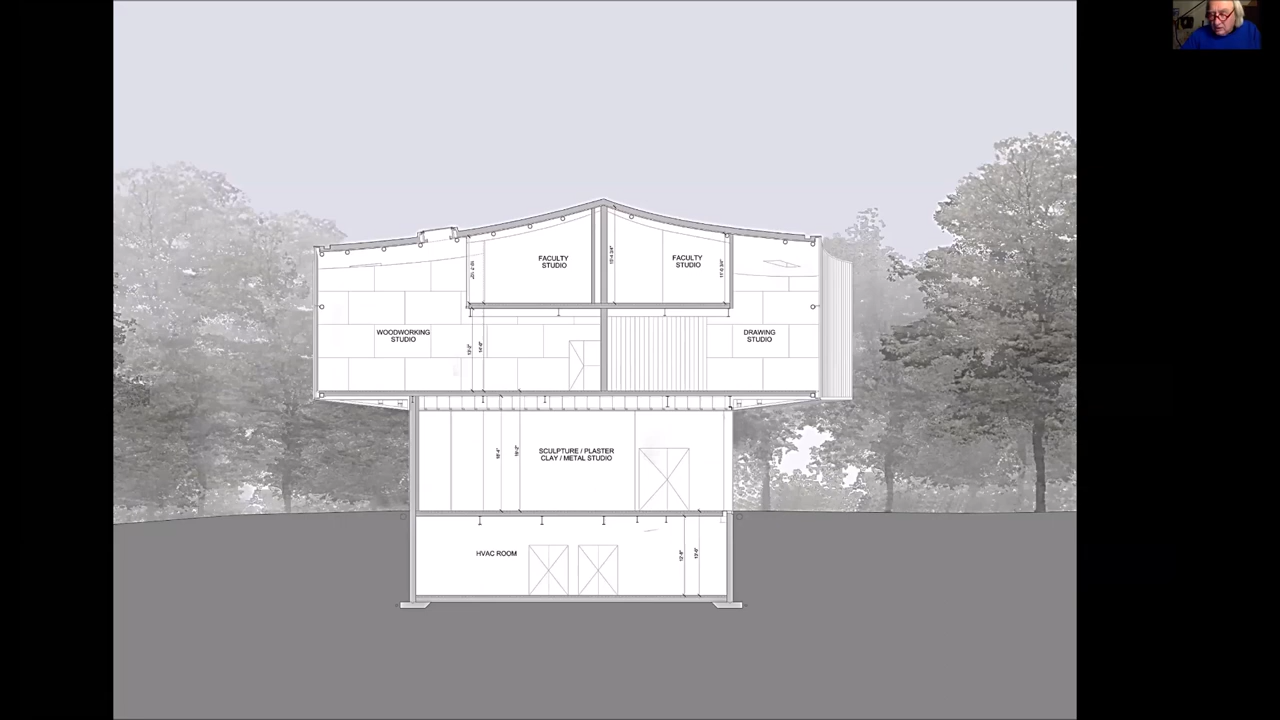 FACULTY
STUDIO
FACULTY
STUDIO
WOODWORKING
STUDIO
DRAWING
STUDIO
SCULPTURE / PLASTER
CLAY / METAL STUDIO
HVAC ROOM